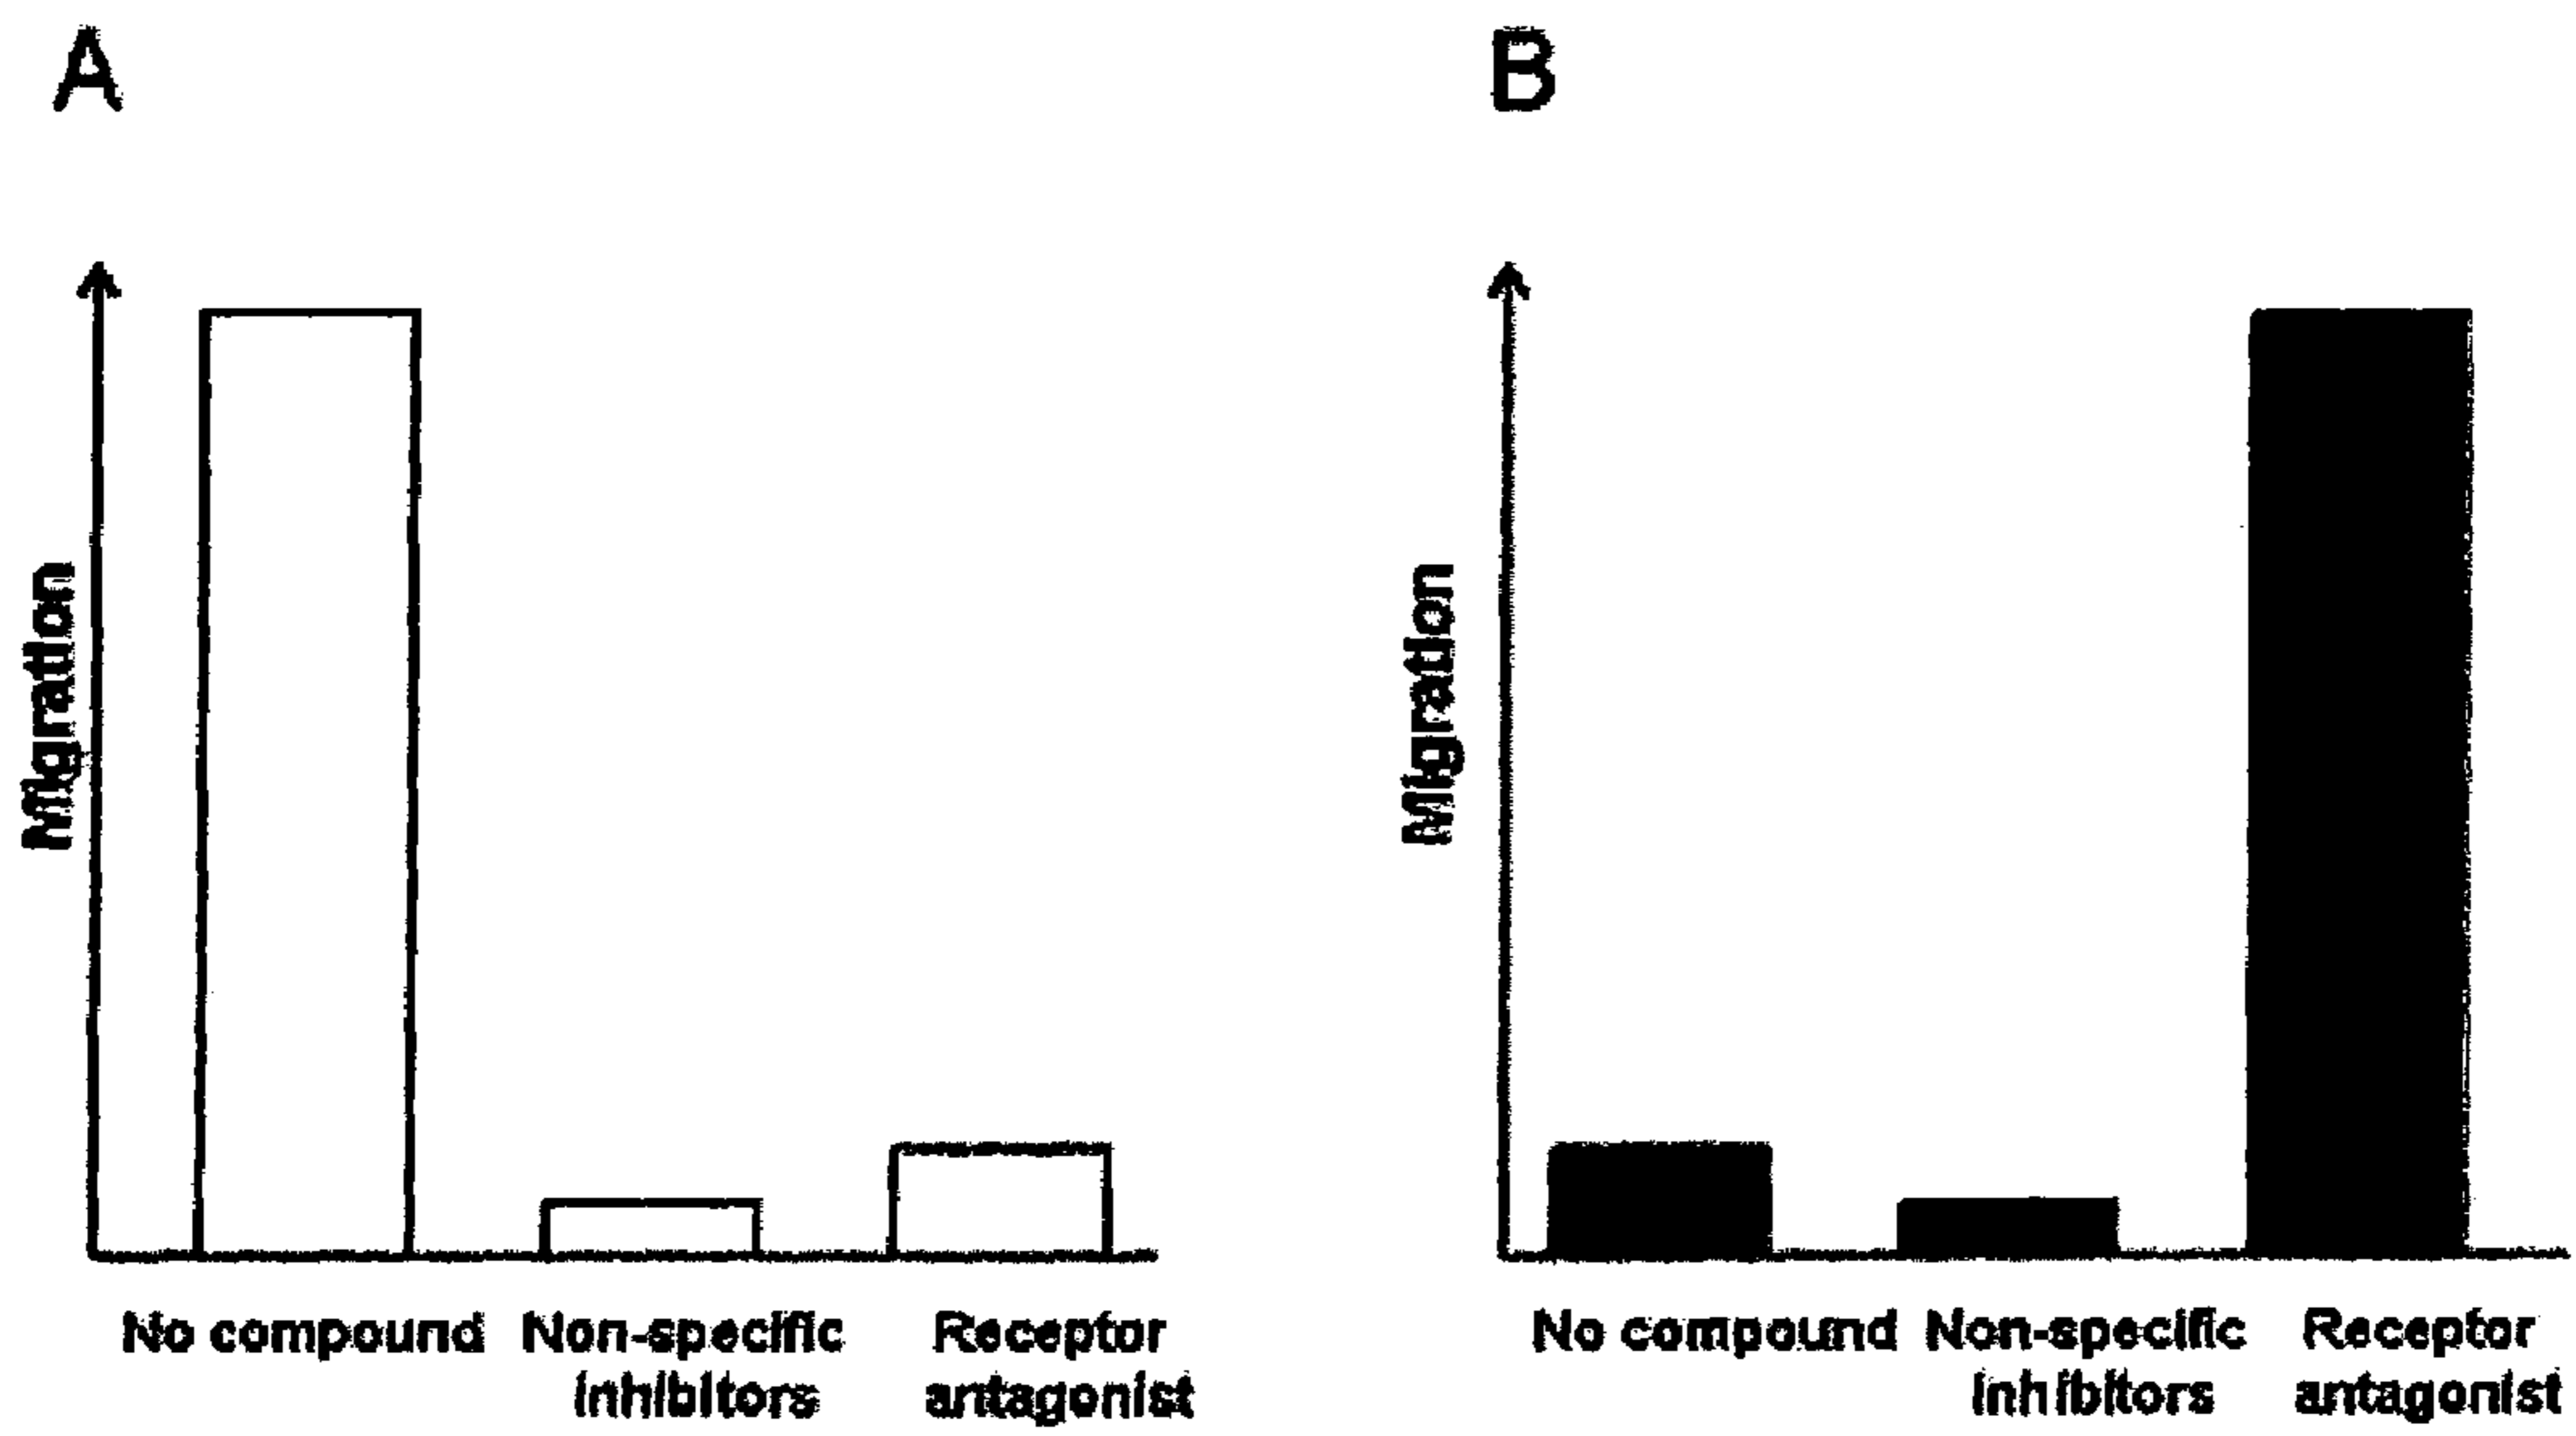 A
B
Migration
Migration
No compound
Non-specific
inhibitors
Receptor
antagonist
No compound
Non-specific
inhibitors
Receptor
antagonist